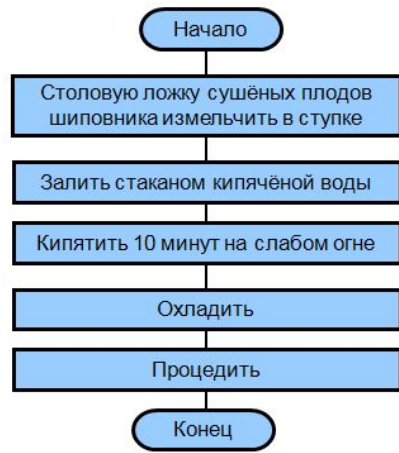 Начало
Столовую ложку сушёных плодов
шиповника измельчить в ступке
Залить стаканом кипячёной воды
Кипятить 10 минут на слабом огне
Охладить
Процедить
Конец